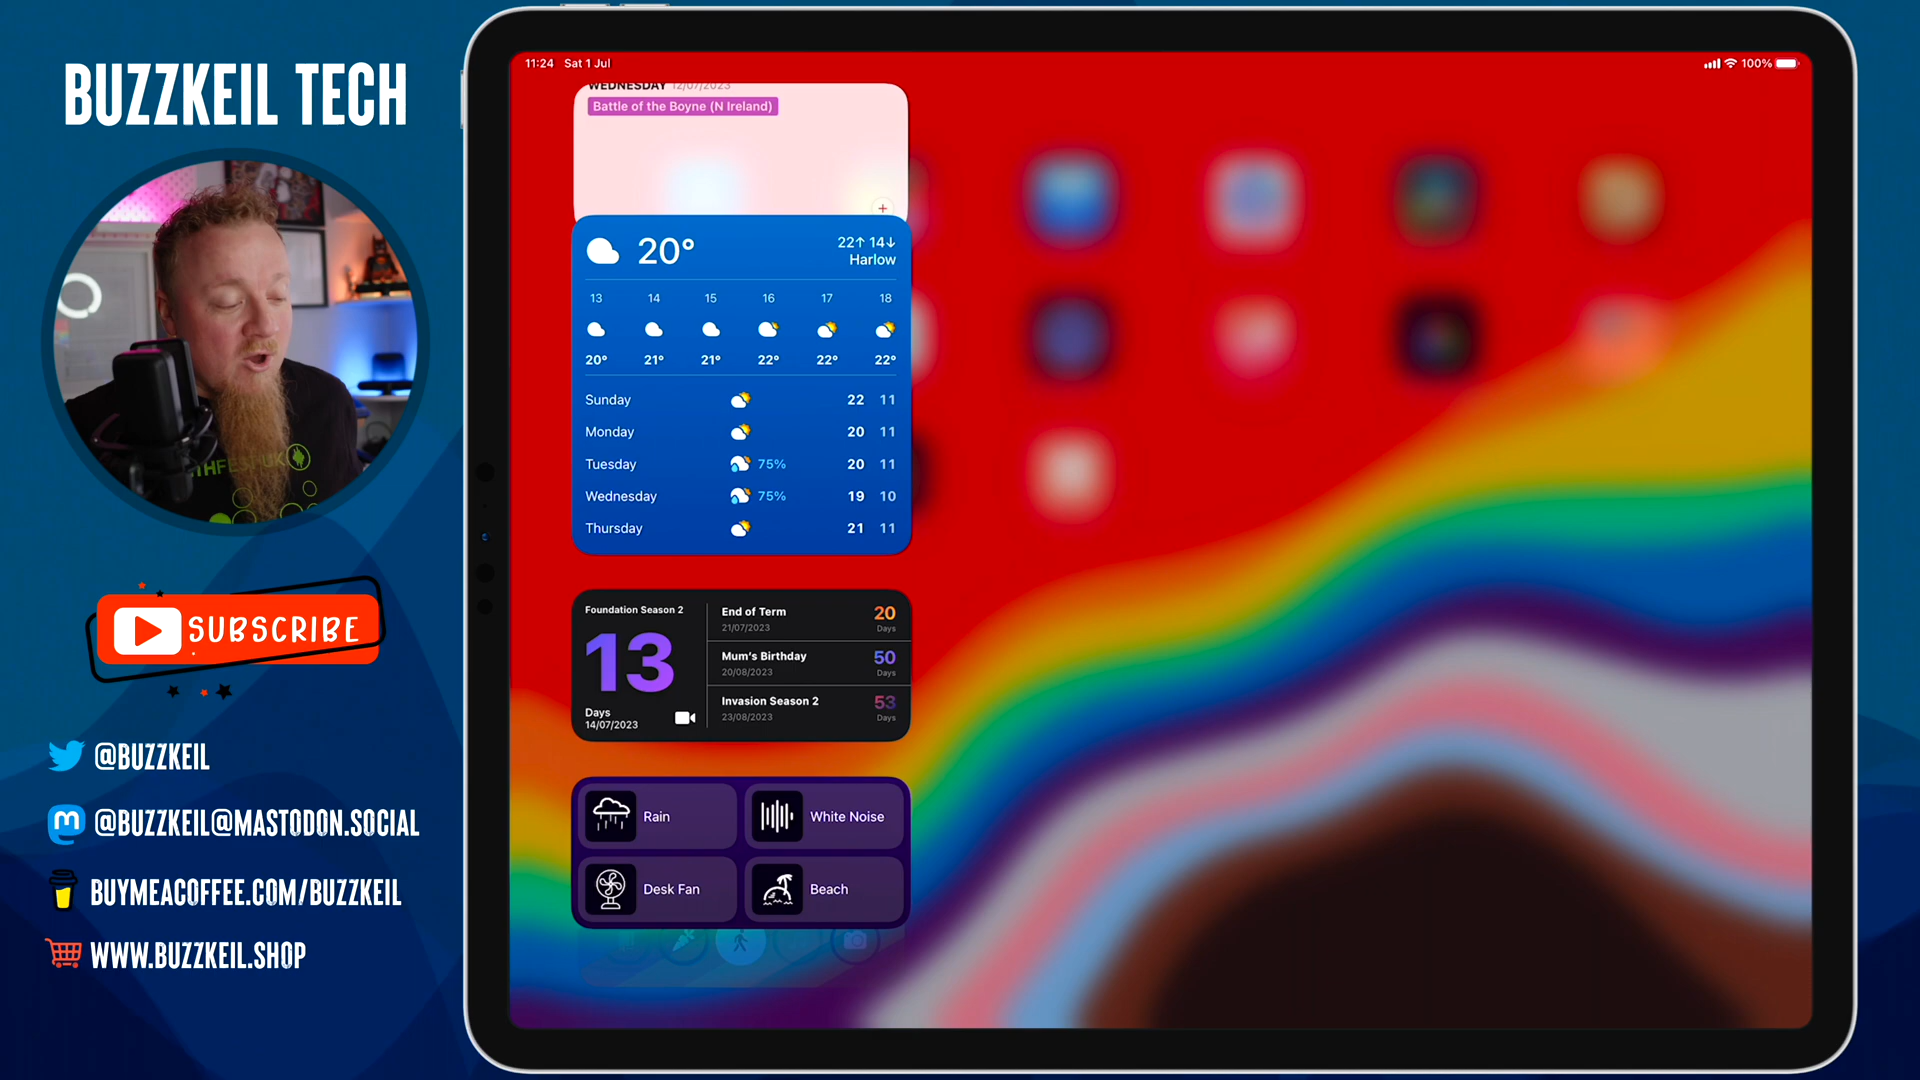 BUZZKEIL TECH
SUBSCRIBE
@BUZZKEIL
@BUZZKEIL@MASTODON.SOCIAL
BUYMEACOFFEE.COM/BUZZKEIL
WWW.BUZZKEIL.SHOP
11:24 Sat 1 Jul
100%
WEDNESDAY 12/07/2023
Battle of the Boyne (N Ireland)
+
20° 22↑ 14↓
Harlow
13 14 15 16 17 18
20° 21° 21° 22° 22° 22°
Sunday 22 11
Monday 20 11
Tuesday 75% 20 11
Wednesday 75% 19 10
Thursday 21 11
Foundation Season 2
13
Days
14/07/2023
End of Term 20
21/07/2023 Days
Mum's Birthday 50
20/08/2023 Days
Invasion Season 2 53
23/08/2023 Days
Rain White Noise
Desk Fan Beach